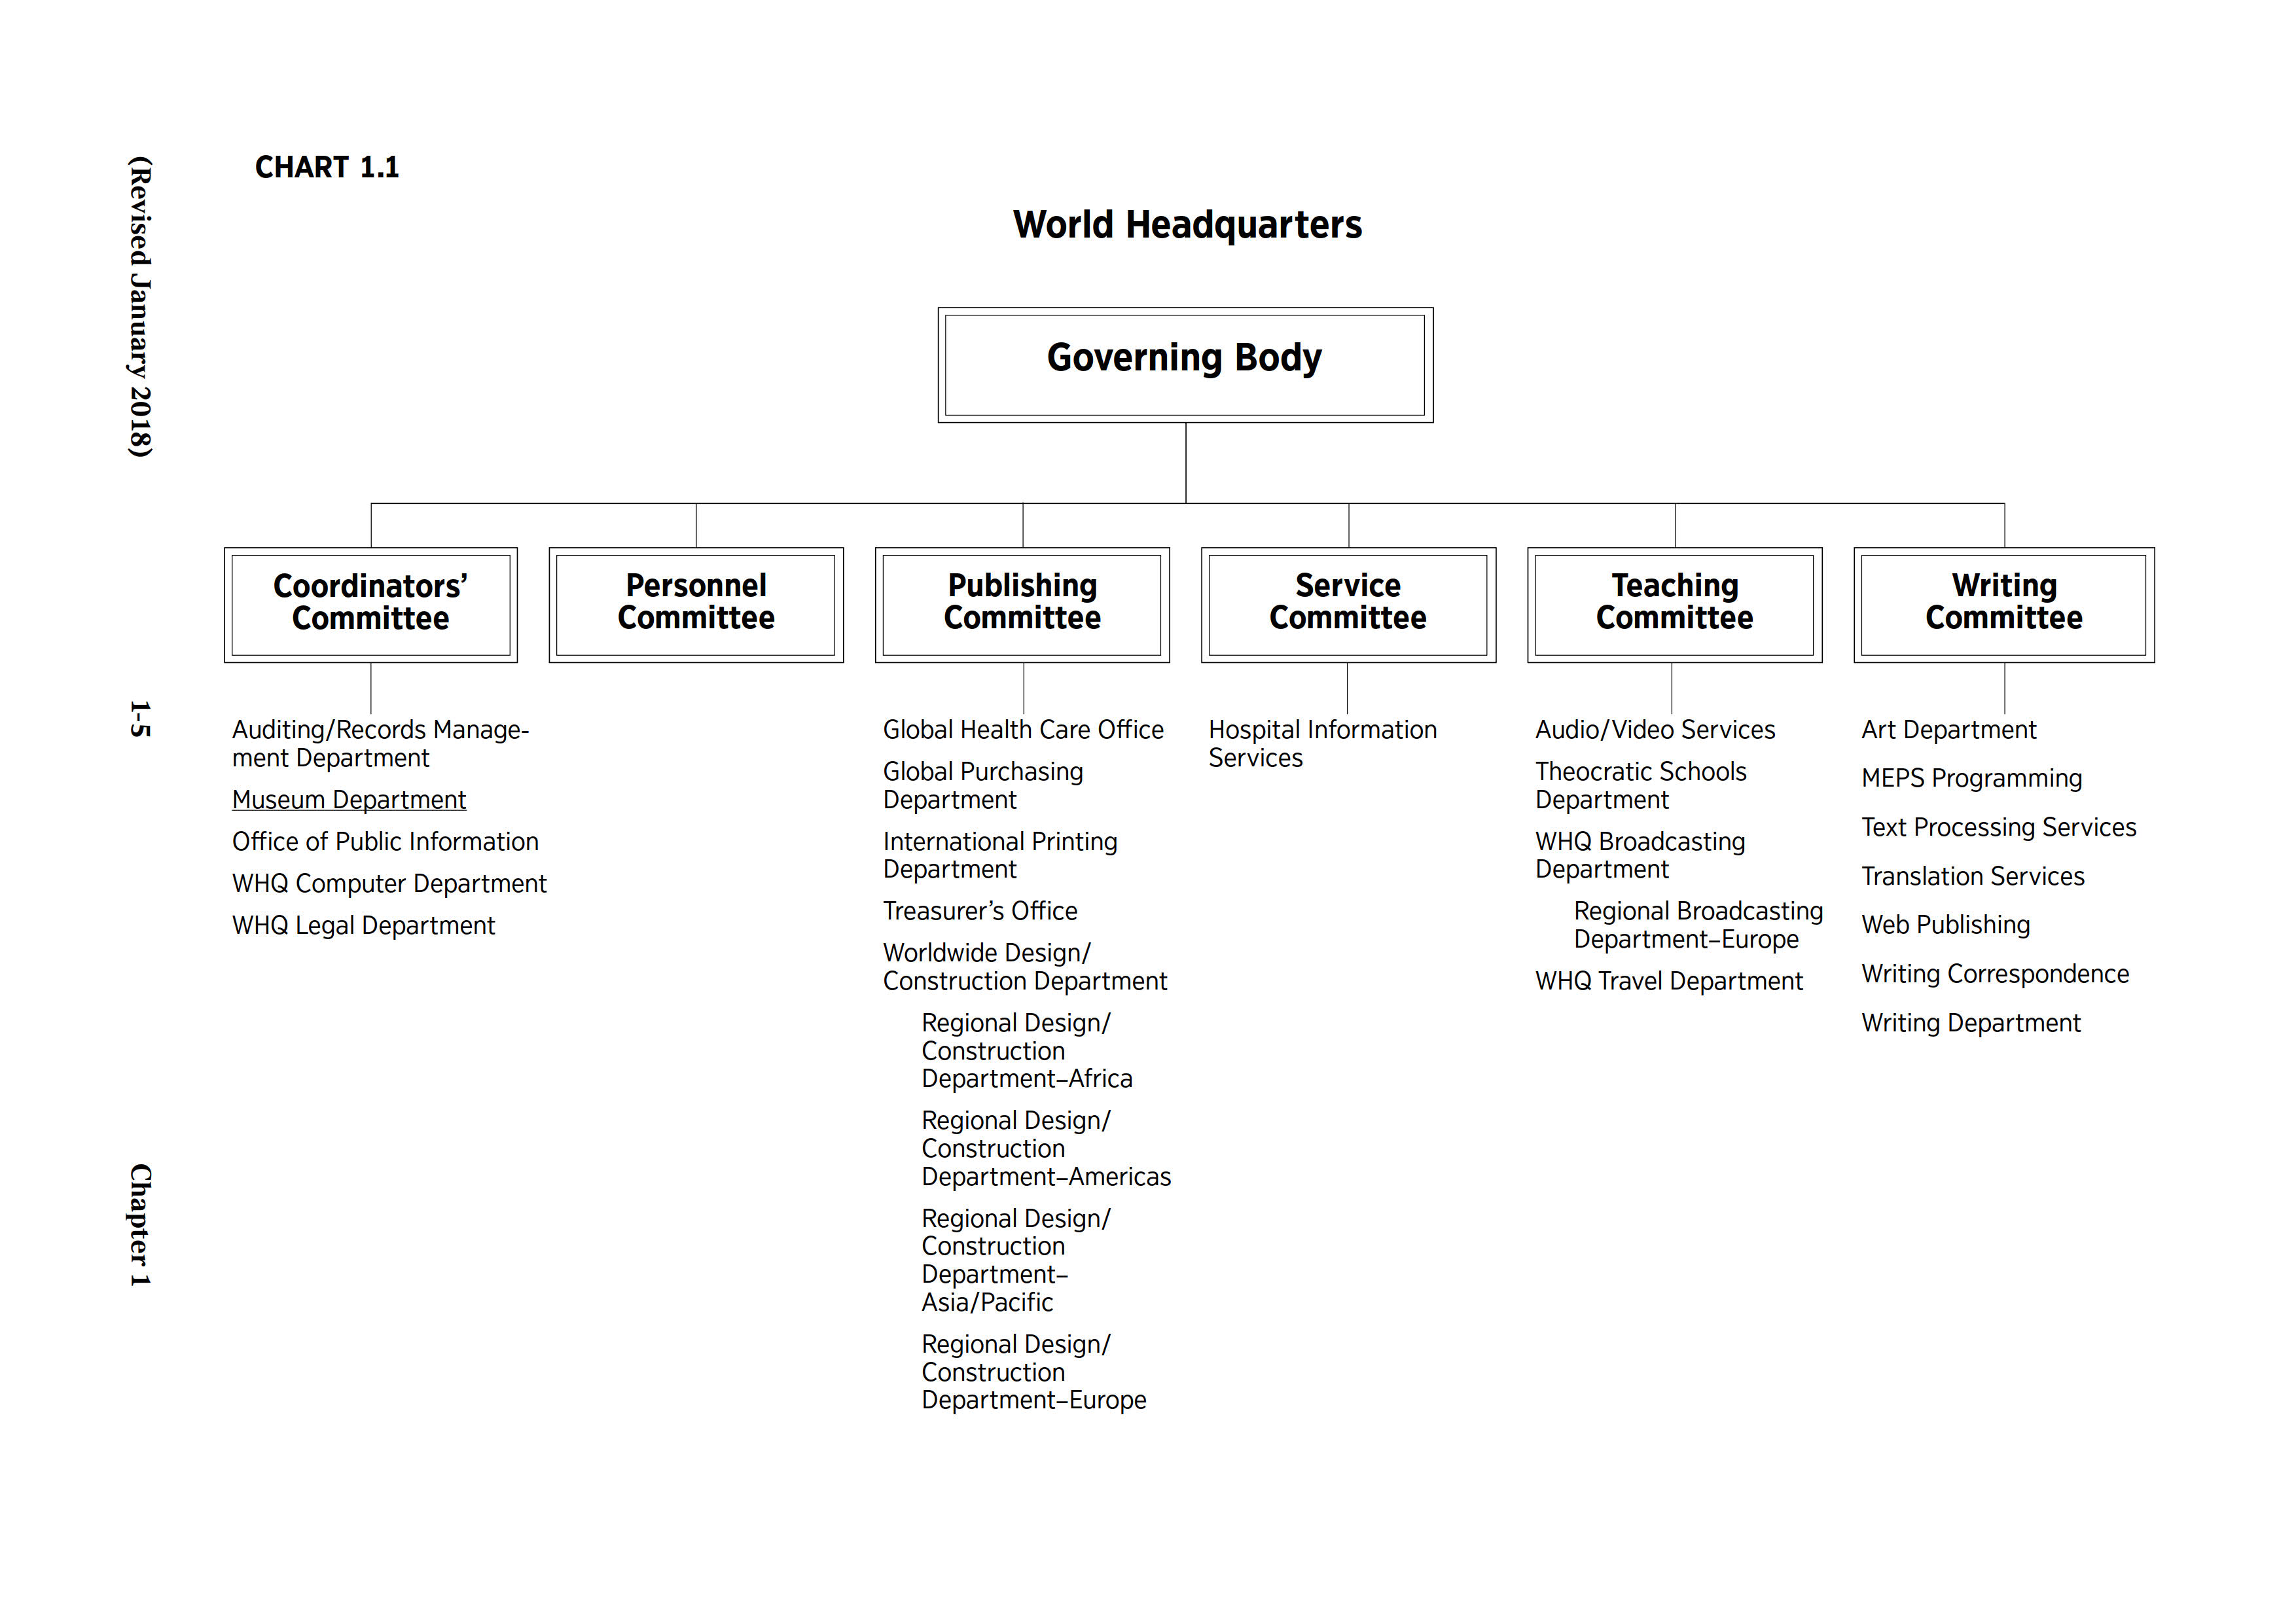 (Revised January 2018)
1-5
Chapter 1
CHART 1.1
World Headquarters
Governing Body
Coordinators’
Committee
Auditing/Records Manage-
ment Department
Museum Department
Office of Public Information
WHQ Computer Department
WHQ Legal Department
Personnel
Committee
Publishing
Committee
Global Health Care Office
Global Purchasing
Department
International Printing
Department
Treasurer’s Office
Worldwide Design/
Construction Department
Regional Design/
Construction
Department–Africa
Regional Design/
Construction
Department–Americas
Regional Design/
Construction
Department–
Asia/Pacific
Regional Design/
Construction
Department–Europe
Service
Committee
Hospital Information
Services
Teaching
Committee
Audio/Video Services
Theocratic Schools
Department
WHQ Broadcasting
Department
Regional Broadcasting
Department–Europe
WHQ Travel Department
Writing
Committee
Art Department
MEPS Programming
Text Processing Services
Translation Services
Web Publishing
Writing Correspondence
Writing Department